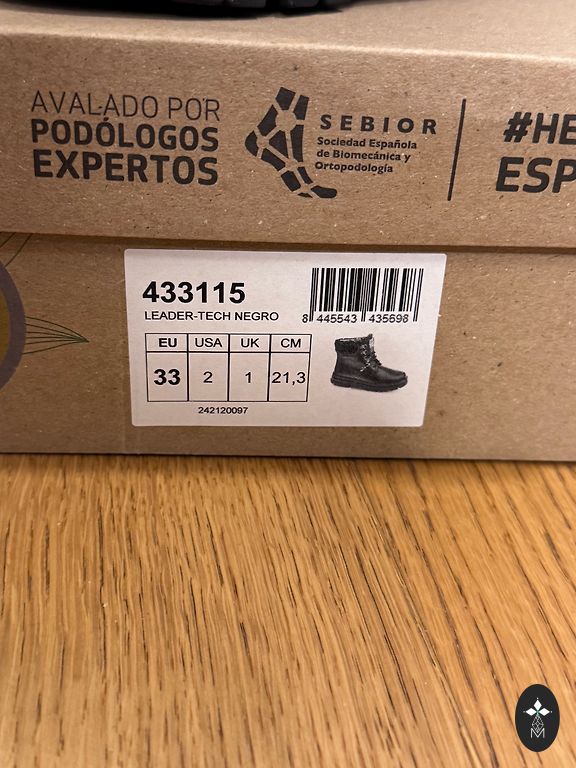 AVALADO POR
PODÓLOGOS
EXPERTOS
SEBIOR
Sociedad Española
de Biomecánica y
Ortopodología
#HE
ESP
433115
LEADER-TECH NEGRO
8 445543 435698
EU USA UK CM
33 2 1 21,3
242120097
M